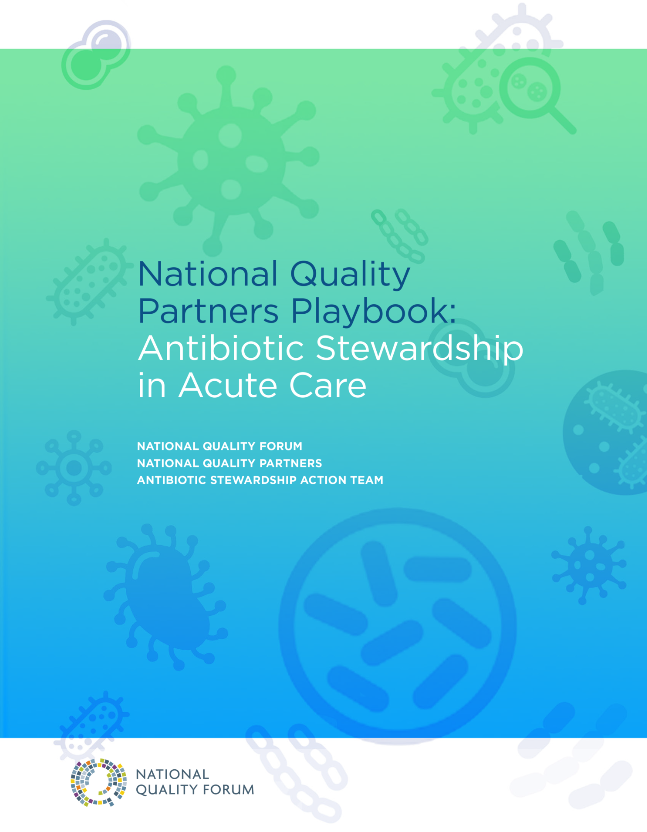 National Quality
Partners Playbook:
Antibiotic Stewardship
in Acute Care
NATIONAL QUALITY FORUM
NATIONAL QUALITY PARTNERS
ANTIBIOTIC STEWARDSHIP ACTION TEAM
NATIONAL
QUALITY FORUM